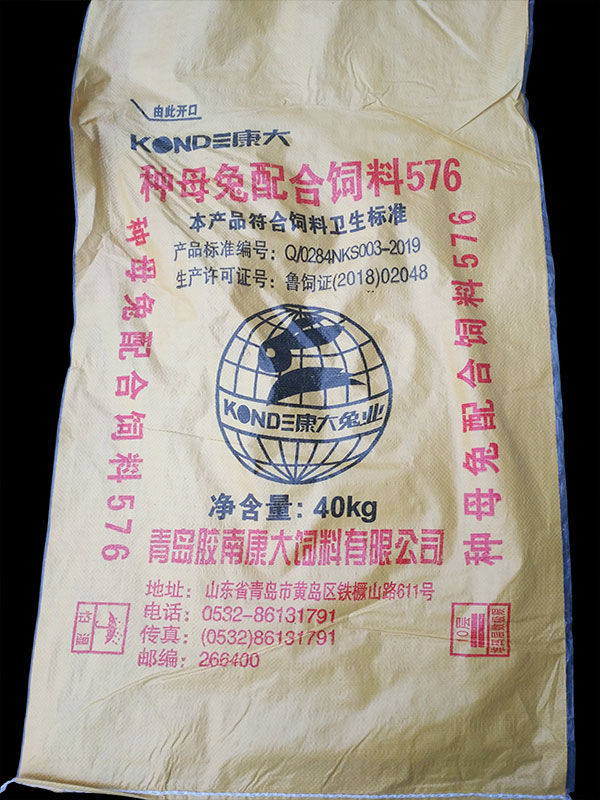 由此开口
KONDE康大
种母兔配合饲料576
本产品符合饲料卫生标准
产品标准编号：Q/0284NKS003-2019
生产许可证号：鲁饲证(2018)02048
种母兔配合饲料576
种母兔配合饲料576
KONDE康大兔业
净含量：40kg
青岛胶南康大饲料有限公司
地址：山东省青岛市黄岛区铁橛山路611号
电话：0532-86131791
传真：(0532)86131791
邮编：266400
10层